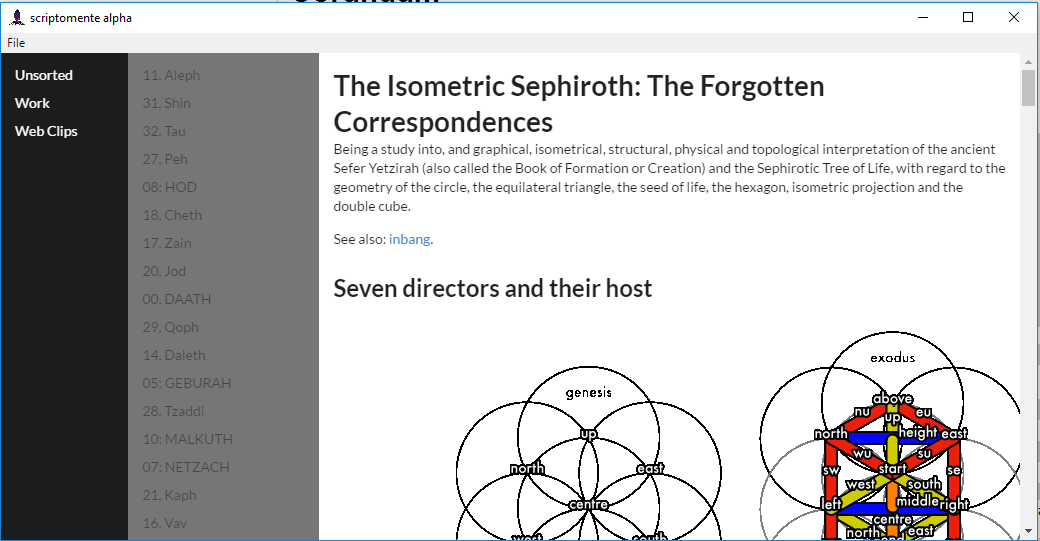 scriptomente alpha
File
Unsorted
Work
Web Clips
11, Aleph
31, Shin
32, Tau
27, Peh
08: HOD
18, Cheth
17, Zain
20, Jod
00, DAATH
29, Qoph
14, Daleth
05: GEBURAH
28, Tzaddi
10: MALKUTH
07: NETZACH
21, Kaph
16, Vav
The Isometric Sephiroth: The Forgotten
Correspondences
Being a study into, and graphical, isometrical, structural, physical and topological interpretation of the ancient
Sefer Yetzirah (also called the Book of Formation or Creation) and the Sephirotic Tree of Life, with regard to the
geometry of the circle, the equilateral triangle, the seed of life, the hexagon, isometric projection and the
double cube.
See also: inbang.
Seven directors and their host
genesis
up
north east
centre
west south
exodus
above
nu up eu
north height east
wu su
sw start se
west south
left middle right
centre
north east